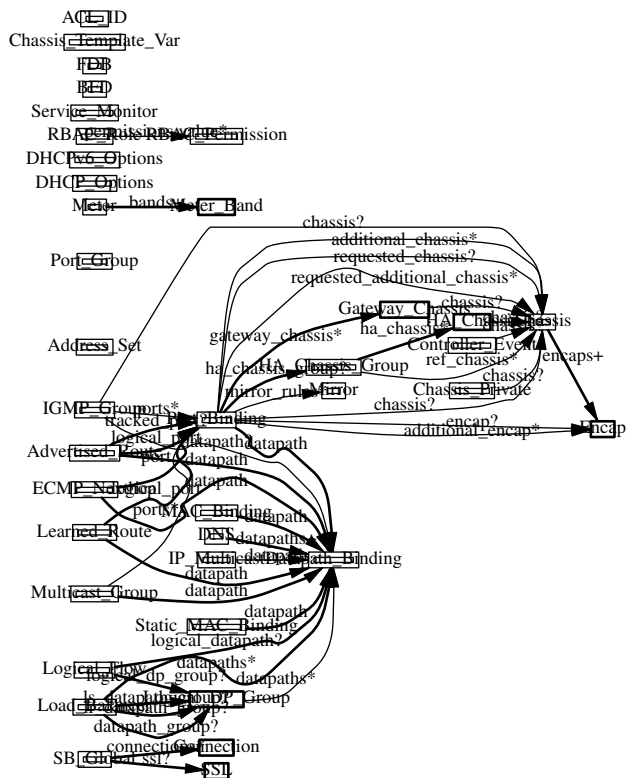 ACL_ID
Chassis_Template_Var
FDB
BFD
Service_Monitor
RBAC_Role
permissions value*
RBAC_Permission
DHCPv6_Options
DHCP_Options
Meter
bands+
Meter_Band
Port_Group
Address_Set
chassis?
additional_chassis*
requested_chassis?
requested_additional_chassis*
chassis?
Gateway_Chassis
HA_Chassis
Chassis
gateway_chassis*
ha_chassis*
Controller_Event
ha_chassis_group?
HA_Chassis_Group
ref_chassis*
encaps+
chassis?
mirror_rules*
Mirror
Chassis_Private
IGMP_Group
ports*
chassis?
tracked_port
Port_Binding
encap?
additional_encap*
Encap
logical_port
datapath
datapath
Advertised_Route
port
datapath
ECMP_Nexthop
logical_port
datapath
ports*
MAC_Binding
datapath
Learned_Route
DNS
datapaths*
IP_Multicast
datapath
Datapath_Binding
datapath
Multicast_Group
datapath
datapath
Static_MAC_Binding
logical_datapath?
Logical_Flow
logical_dp_group?
datapaths*
datapaths*
Load_Balancer
ls_datapath_group?
lr_datapath_group?
Logical_DP_Group
datapath_group?
connections*
Connection
SB_Global
ssl?
SSL